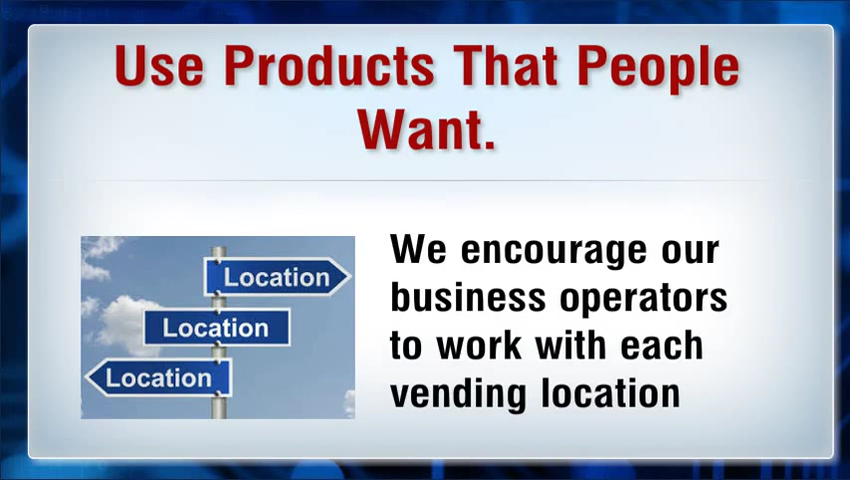 Use Products That People
Want.
Location
Location
Location
We encourage our
business operators
to work with each
vending location